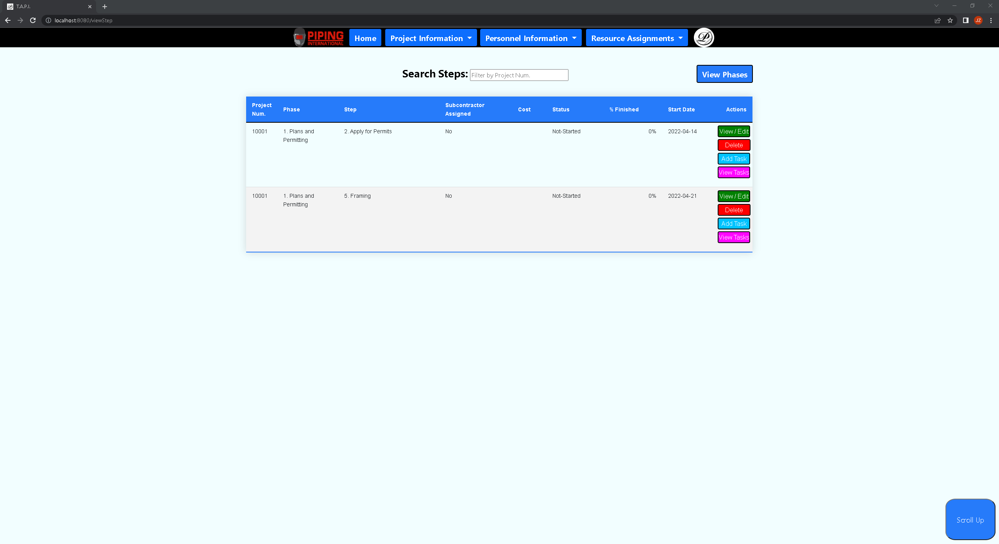 T.A.P.I.
localhost:8080/viewStep
JZ
PIPING
INTERNATIONAL
Home
Project Information
Personnel Information
Resource Assignments
Search Steps:
Filter by Project Num.
View Phases
Project Num.
Phase
Step
Subcontractor Assigned
Cost
Status
% Finished
Start Date
Actions
10001
1. Plans and
Permitting
2. Apply for Permits
No
Not-Started
0%
2022-04-14
View / Edit
Delete
Add Task
View Tasks
10001
1. Plans and
Permitting
5. Framing
No
Not-Started
0%
2022-04-21
View / Edit
Delete
Add Task
View Tasks
Scroll Up